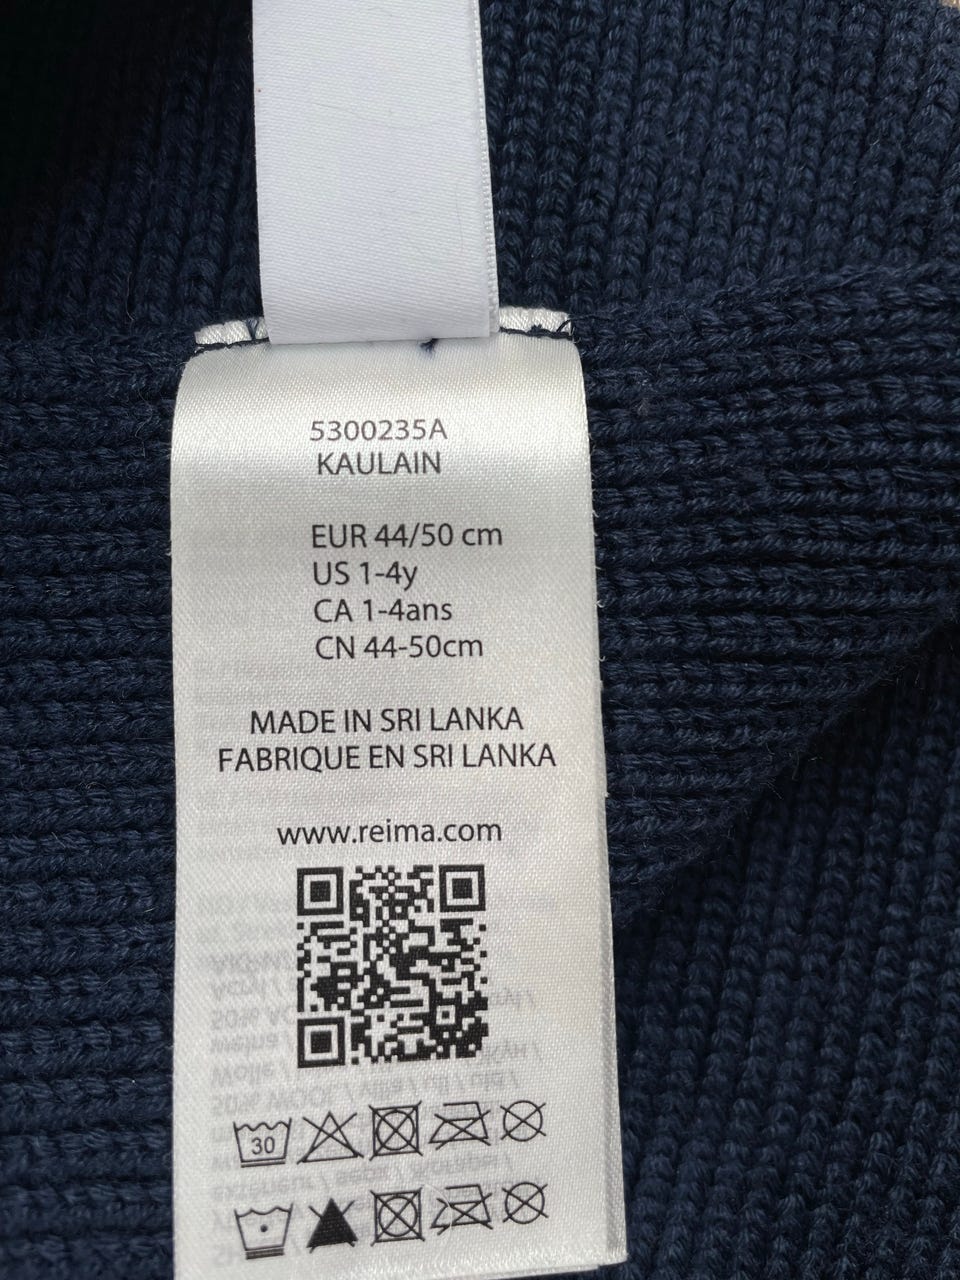 5300235A
KAULAIN
EUR 44/50 cm
US 1-4y
CA 1-4ans
CN 44-50cm
MADE IN SRI LANKA
FABRIQUE EN SRI LANKA
www.reima.com
30